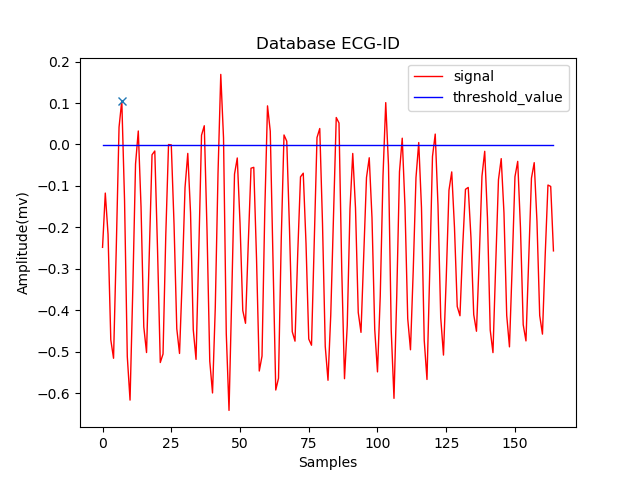 Database ECG-ID
signal
threshold_value
0.2
0.1
0.0
−0.1
−0.2
−0.3
−0.4
−0.5
−0.6
Amplitude(mv)
0 25 50 75 100 125 150
Samples